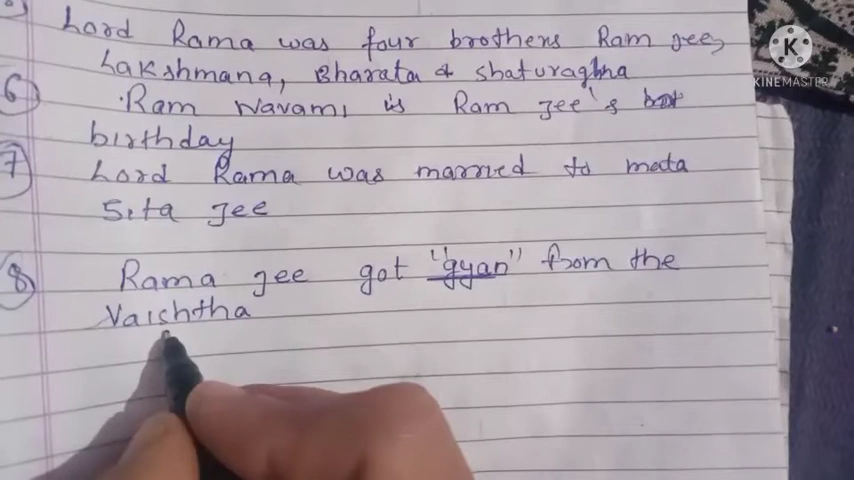 Lord Rama was four brothers Ram jee,
Lakshmana, Bharata & Shaturaghna
6 Ram Navami is Ram jee's
birthday
7 Lord Rama was married to mata
Sita jee
8 Rama jee got "gyan" from the
Vaishtha
K
KINEMASTER